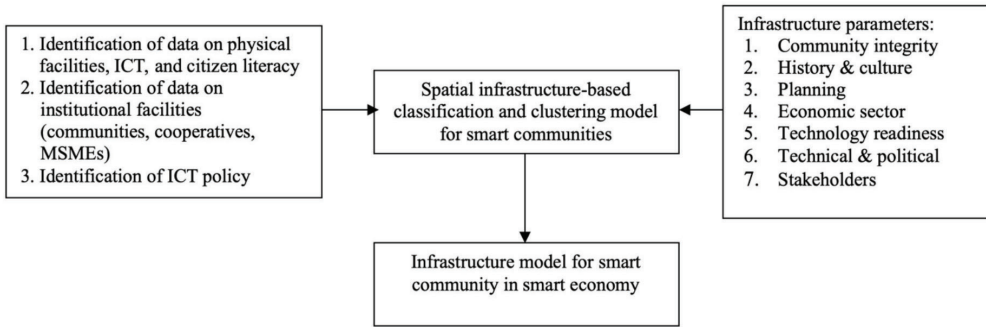 1. Identification of data on physical
facilities, ICT, and citizen literacy
2. Identification of data on
institutional facilities
(communities, cooperatives,
MSMEs)
3. Identification of ICT policy
Spatial infrastructure-based
classification and clustering model
for smart communities
Infrastructure parameters:
1. Community integrity
2. History & culture
3. Planning
4. Economic sector
5. Technology readiness
6. Technical & political
7. Stakeholders
Infrastructure model for smart
community in smart economy